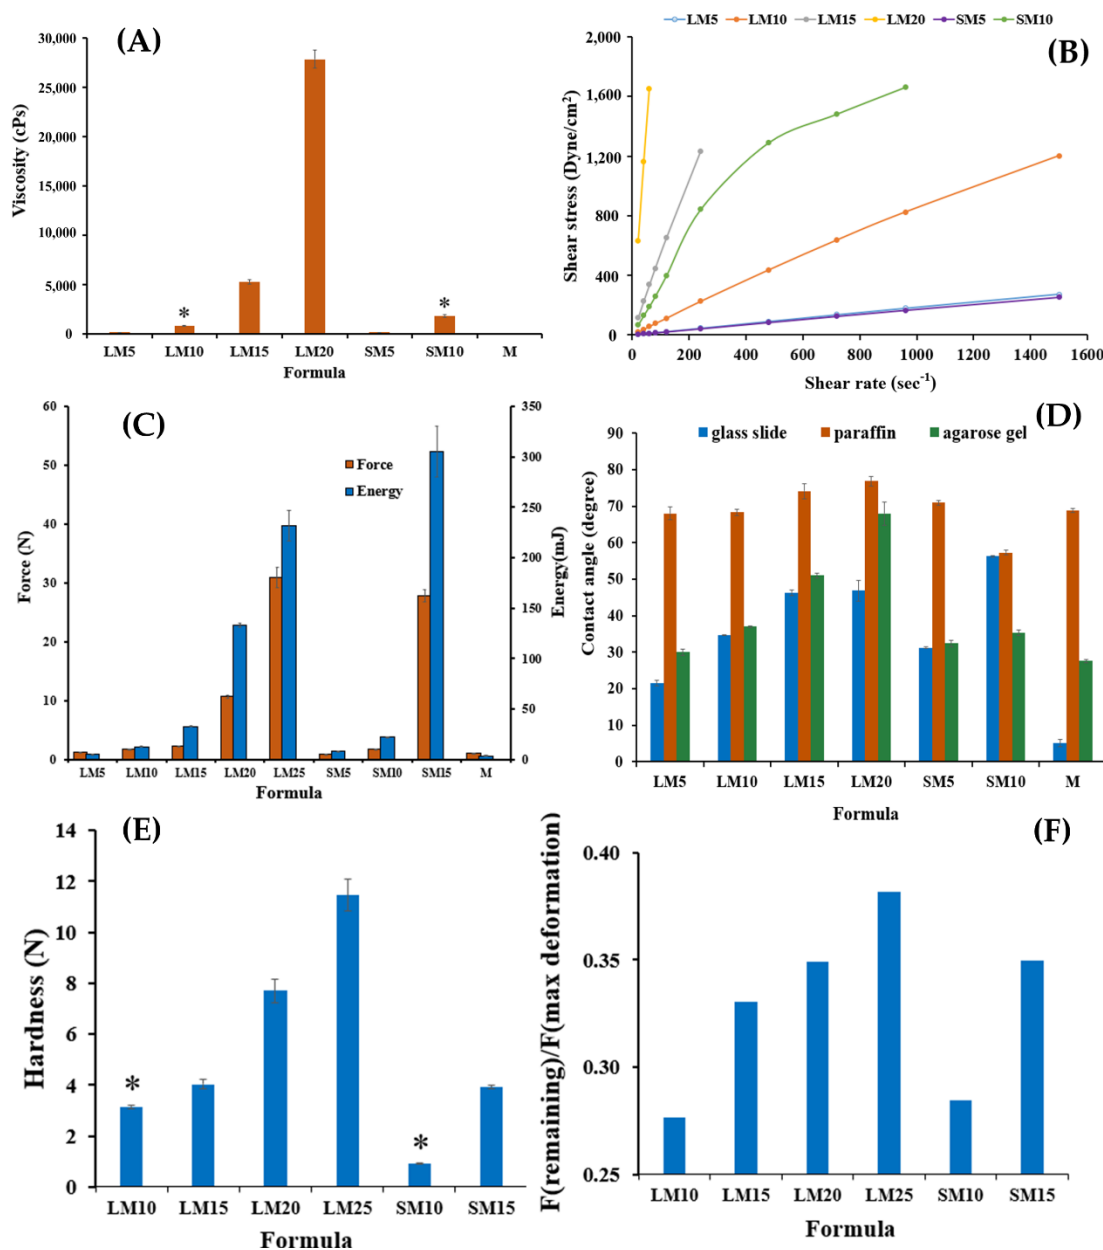 (A)
30,000
25,000
20,000
15,000
10,000
5,000
0
Viscosity (cPs)
*
*
LM5 LM10 LM15 LM20 SM5 SM10 M
Formula
LM5 LM10 LM15 LM20 SM5 SM10
(B)
2,000
1,600
1,200
800
400
0
Shear stress (Dyne/cm²)
0 200 400 600 800 1000 1200 1400 1600
Shear rate (sec⁻¹)
(C)
60
50
40
30
20
10
0
Force (N)
Force
Energy
350
300
250
200
150
100
50
0
Energy(mJ)
LM5 LM10 LM15 LM20 LM25 SM5 SM10 SM15 M
Formula
(D)
glass slide paraffin agarose gel
90
80
70
60
50
40
30
20
10
0
Contact angle (degree)
LM5 LM10 LM15 LM20 SM5 SM10 M
Formula
(E)
14
12
10
8
6
4
2
0
Hardness (N)
*
*
LM10 LM15 LM20 LM25 SM10 SM15
Formula
(F)
0.40
0.35
0.30
0.25
F(remaining)/F(max deformation)
LM10 LM15 LM20 LM25 SM10 SM15
Formula